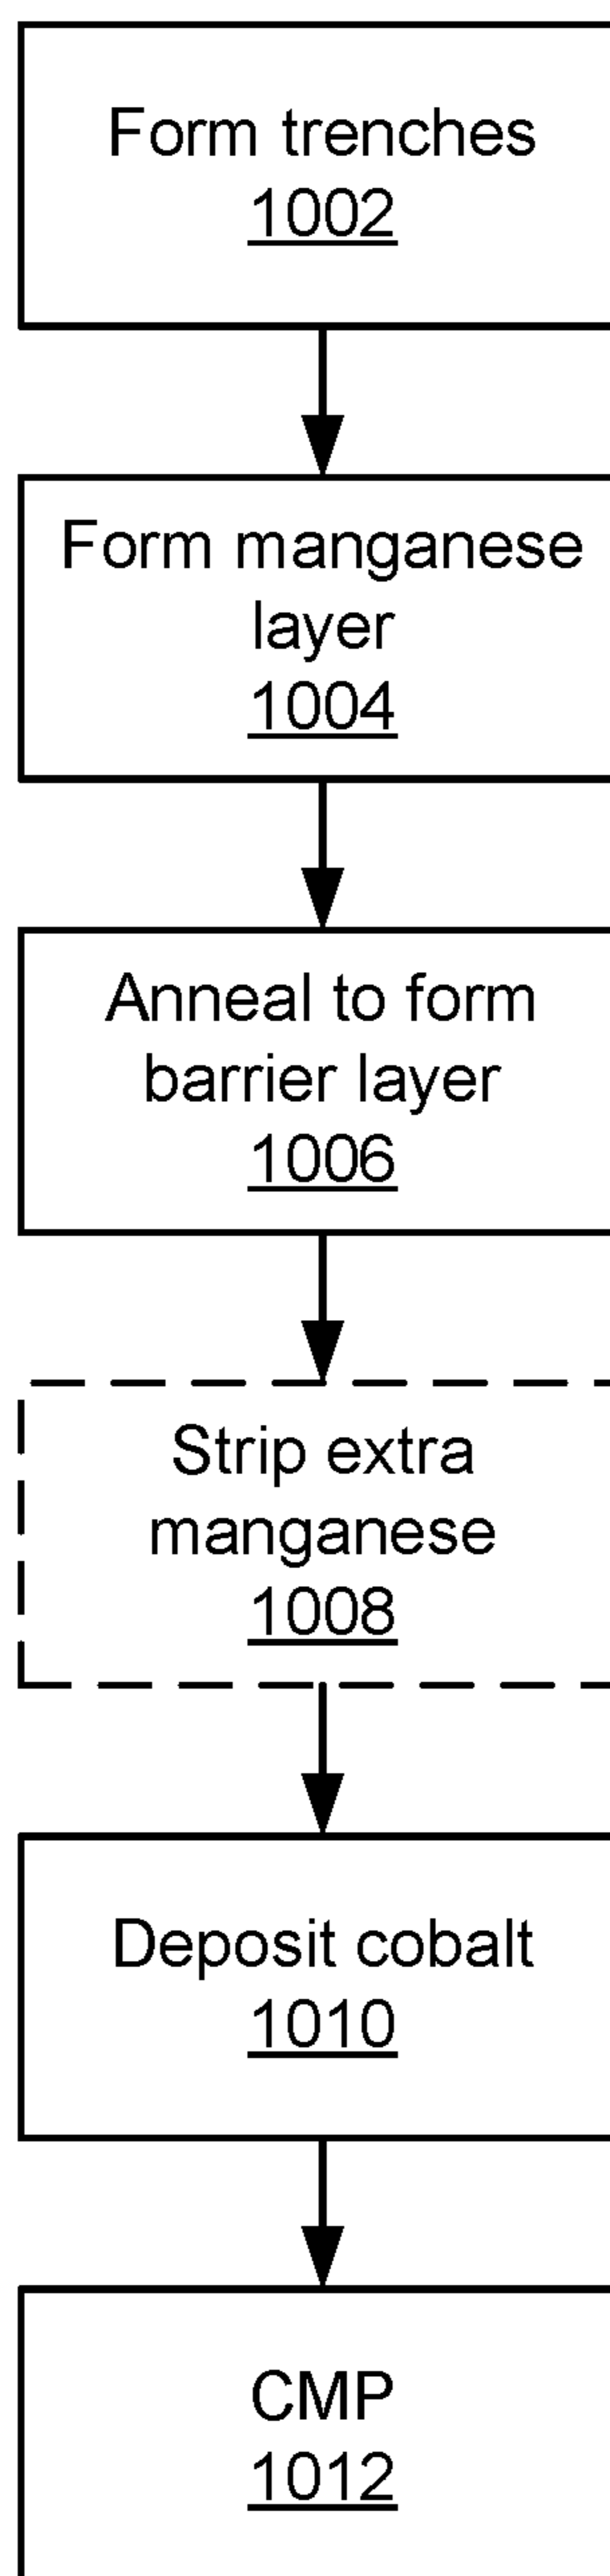 Form trenches
1002
Form manganese
layer
1004
Anneal to form
barrier layer
1006
Strip extra
manganese
1008
Deposit cobalt
1010
CMP
1012